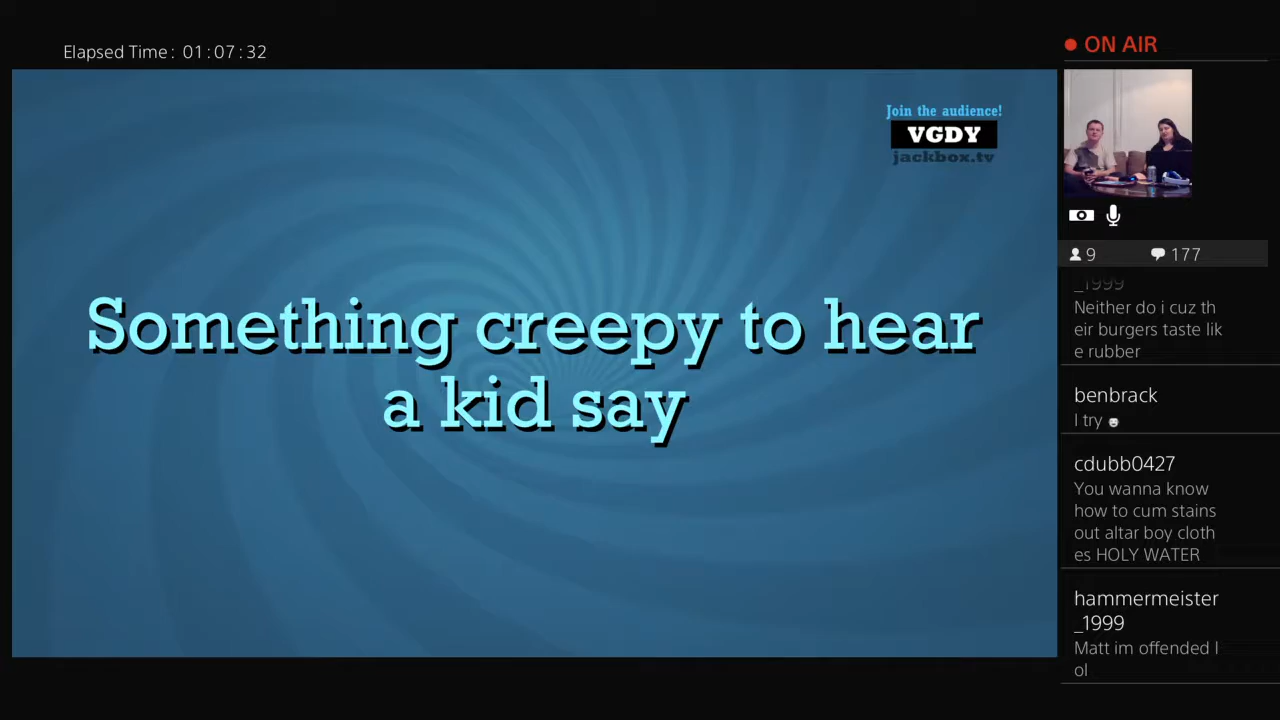 Elapsed Time: 01:07:32
ON AIR
Join the audience!
VGDY
jackbox.tv
Something creepy to hear
a kid say
9 177
_1999
Neither do i cuz th
eir burgers taste lik
e rubber
benbrack
I try
cdubb0427
You wanna know
how to cum stains
out altar boy cloth
es HOLY WATER
hammermeister
_1999
Matt im offended l
ol